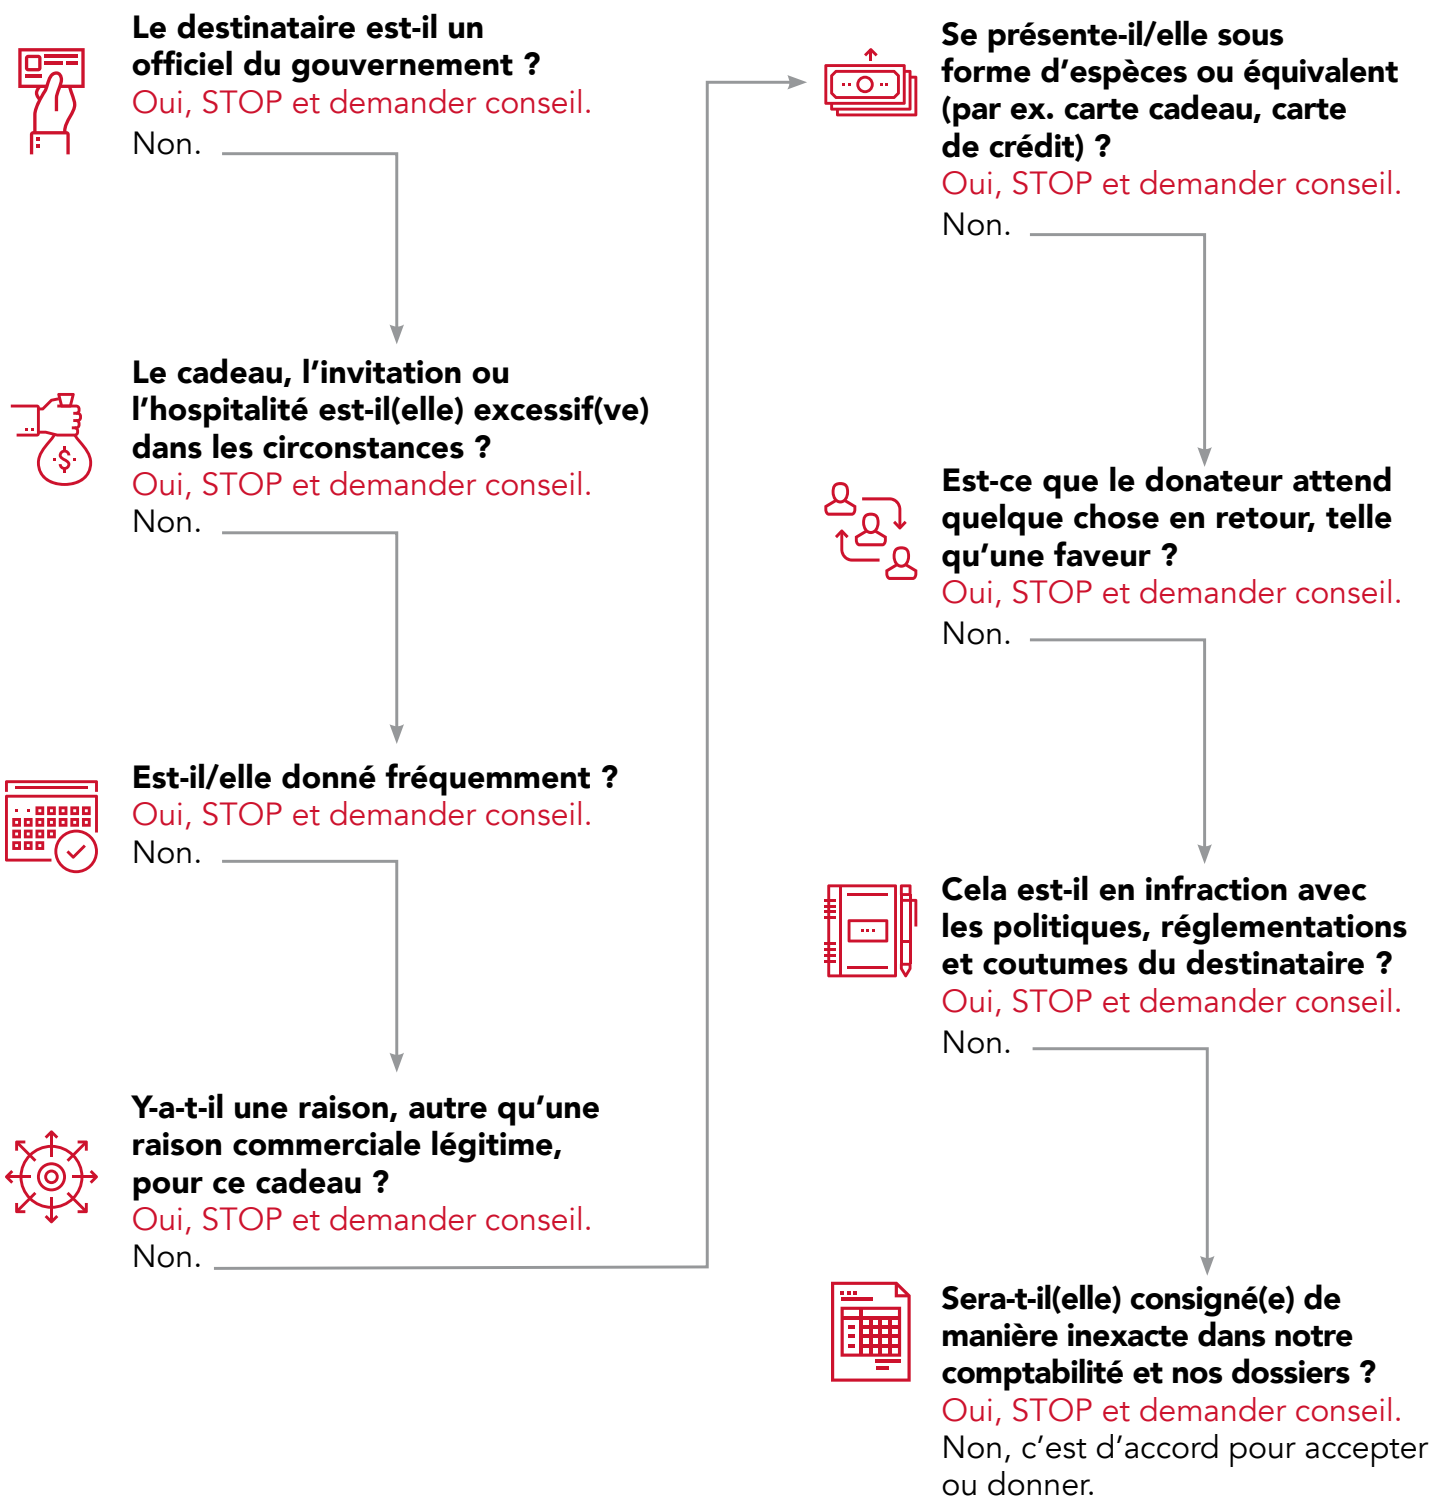 Le destinataire est-il un
officiel du gouvernement ?
Oui, STOP et demander conseil.
Non.
Le cadeau, l’invitation ou
l’hospitalité est-il(elle) excessif(ve)
dans les circonstances ?
Oui, STOP et demander conseil.
Non.
Est-il/elle donné fréquemment ?
Oui, STOP et demander conseil.
Non.
Y-a-t-il une raison, autre qu’une
raison commerciale légitime,
pour ce cadeau ?
Oui, STOP et demander conseil.
Non.
Se présente-il/elle sous
forme d’espèces ou équivalent
(par ex. carte cadeau, carte
de crédit) ?
Oui, STOP et demander conseil.
Non.
Est-ce que le donateur attend
quelque chose en retour, telle
qu’une faveur ?
Oui, STOP et demander conseil.
Non.
Cela est-il en infraction avec
les politiques, réglementations
et coutumes du destinataire ?
Oui, STOP et demander conseil.
Non.
Sera-t-il(elle) consigné(e) de
manière inexacte dans notre
comptabilité et nos dossiers ?
Oui, STOP et demander conseil.
Non, c’est d’accord pour accepter
ou donner.